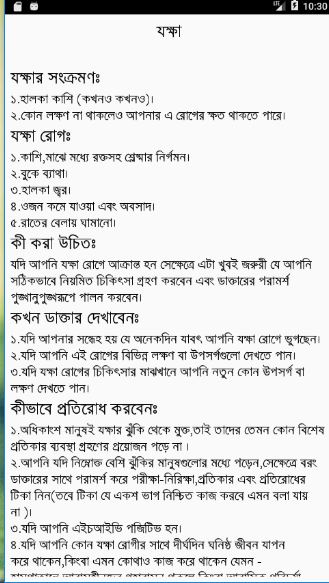 10:30
যক্ষা
যক্ষার সংক্রমণঃ
১.হালকা কাশি (কখনও কখনও)।
২.কোন লক্ষণ না থাকলেও আপনার এ রোগের ক্ষত থাকতে পারে।
যক্ষা রোগঃ
১.কাশি,মাঝে মধ্যে রক্তসহ শ্লেষ্মার নির্গমন।
২.বুকে ব্যাথা।
৩.হালকা জ্বর।
৪.ওজন কমে যাওয়া এবং অবসাদ।
৫.রাতের বেলায় ঘামানো।
কী করা উচিতঃ
যদি আপনি যক্ষা রোগে আক্রান্ত হন সেক্ষেত্রে এটা খুবই জরুরী যে আপনি
সঠিকভাবে নিয়মিত চিকিৎসা গ্রহণ করবেন এবং ডাক্তারের পরামর্শ
পুঙ্খানুপুঙ্খরূপে পালন করবেন।
কখন ডাক্তার দেখাবেনঃ
১.যদি আপনার সন্ধেহ হয় যে অনেকদিন যাবৎ আপনি যক্ষা রোগে ভুগছেন।
২.যদি আপনি এই রোগের বিভিন্ন লক্ষণ বা উপসর্গগুলো দেখতে পান।
৩.যদি যক্ষা রোগের চিকিৎসার মাঝখানে আপনি নতুন কোন উপসর্গ বা
লক্ষণ দেখতে পান।
কীভাবে প্রতিরোধ করবেনঃ
১.অধিকাংশ মানুষই যক্ষার ঝুঁকি থেকে মুক্ত,তাই তাদের তেমন কোন বিশেষ
প্রতিকার ব্যবস্থা গ্রহণের প্রয়োজন পড়ে না ।
২.আপনি যদি নিম্নোক্ত বেশি ঝুঁকির মানুষগুলোর মধ্যে পড়েন,সেক্ষেত্রে বরং
ডাক্তারের সাথে পরামর্শ করে পরীক্ষা-নিরিক্ষা,প্রতিকার এবং প্রতিরোধের
টিকা নিন(তবে টিকা যে একশ ভাগ নিশ্চিত কাজ করবে এমন বলা যায়
না )।
৩.যদি আপনি এইচআইভি পজিটিভ হন।
৪.যদি আপনি কোন যক্ষা রোগীর সাথে দীর্ঘদিন ঘনিষ্ঠ জীবন যাপন
করে থাকেন,কিংবা এমন কোথাও কাজ করে থাকেন যেমন -